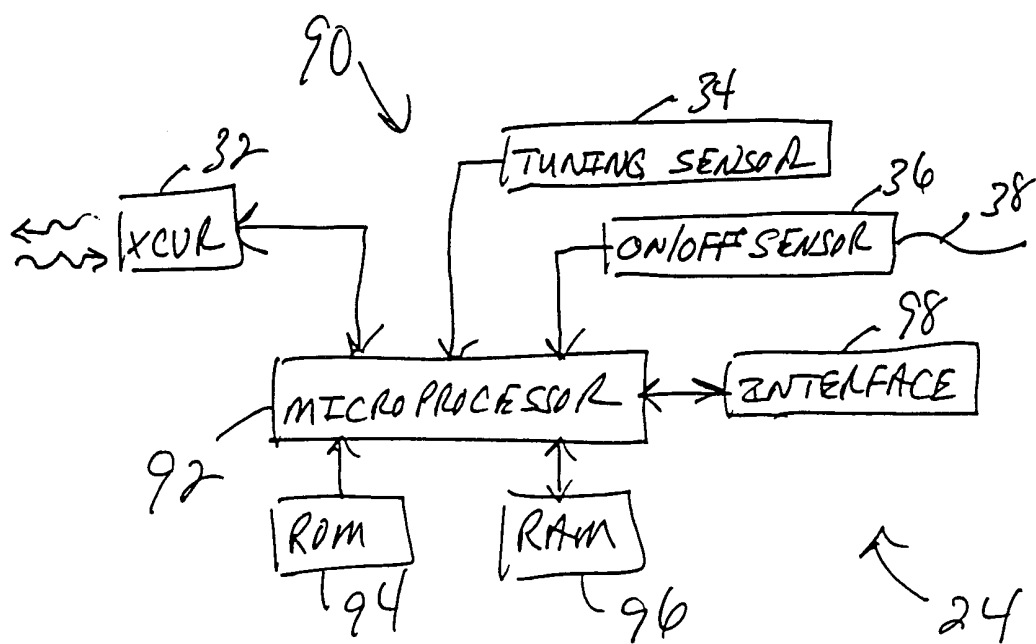 90
34
TUNING SENSOR
32
XCVR
36
38
ON/OFF SENSOR
98
MICROPROCESSOR
INTERFACE
92
ROM
RAM
94
96
24